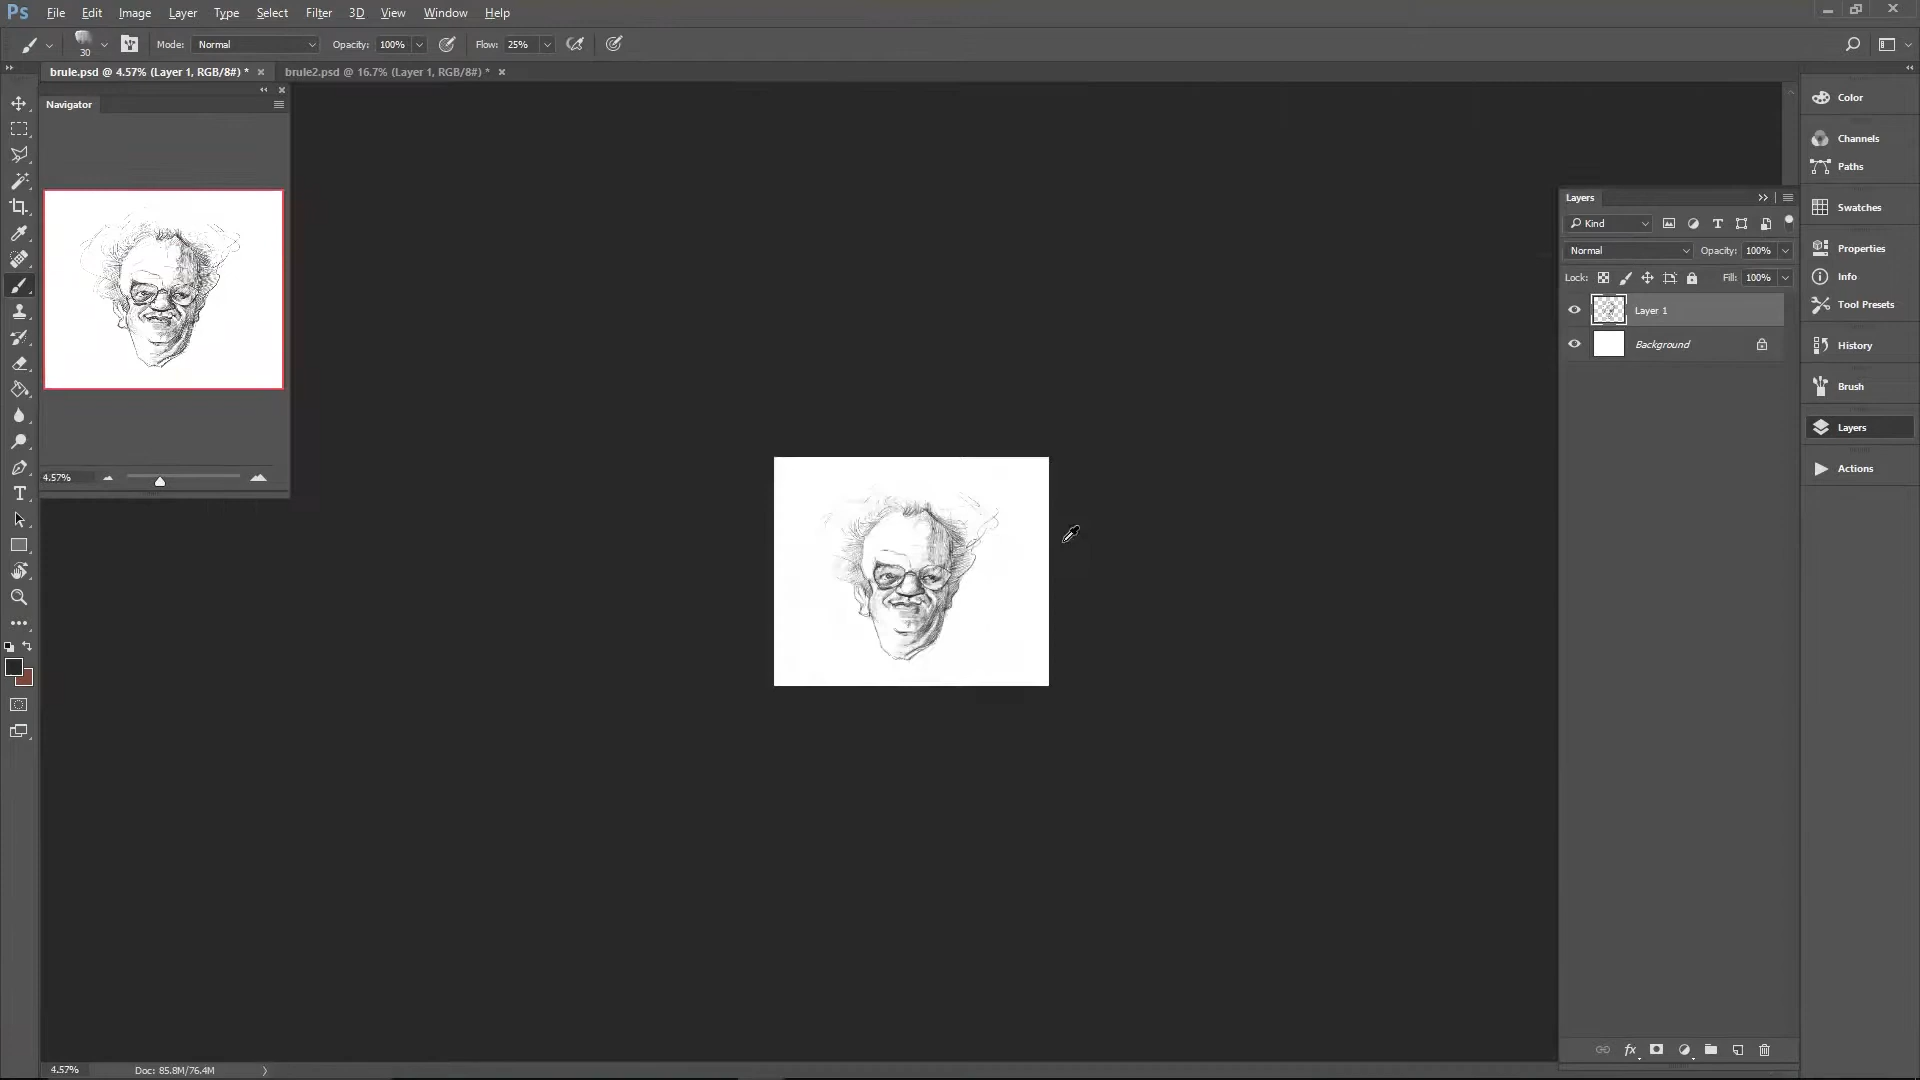 Ps File Edit Image Layer Type Select Filter 3D View Window Help
30 Mode: Normal Opacity: 100% Flow: 25%
brule.psd @ 4.57% (Layer 1, RGB/8#) * brule2.psd @ 16.7% (Layer 1, RGB/8#) *
Navigator
4.57%
Layers
Kind
Normal Opacity: 100%
Lock: Fill: 100%
Layer 1
Background
Color
Channels
Paths
Swatches
Properties
Info
Tool Presets
History
Brush
Layers
Actions
fx
4.57% Doc: 85.8M/76.4M